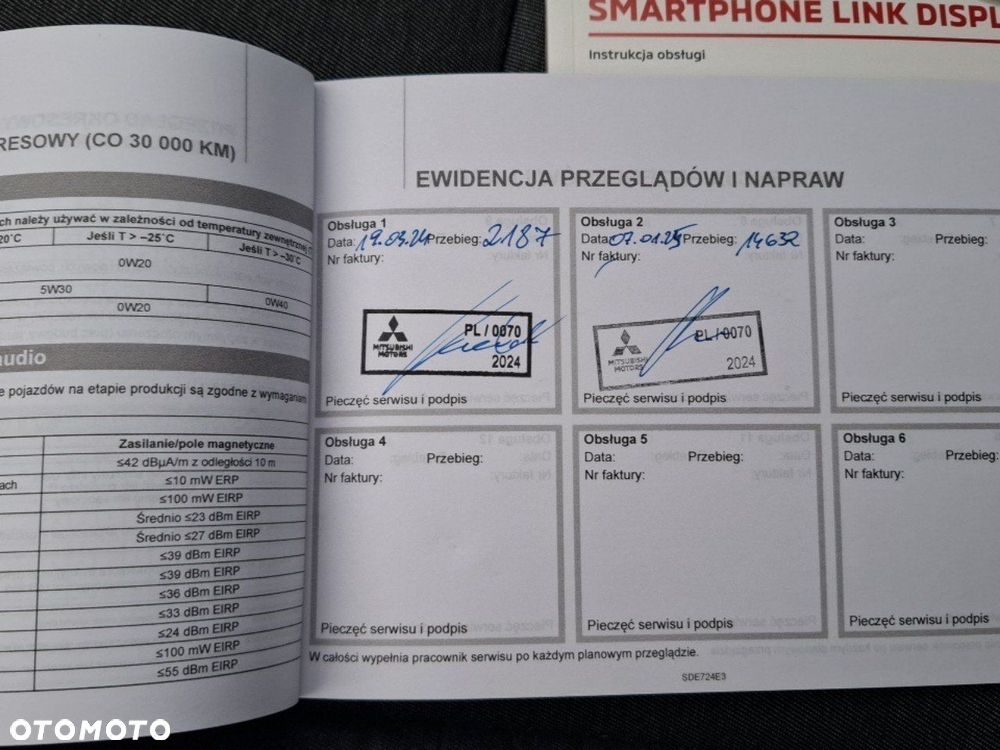 SMARTPHONE LINK DISPL
Instrukcja obsługi
RESOWY (CO 30 000 KM)
ch należy używać w zależności od temperatury zewnętrznej
20°C Jeśli T > –25°C Jeśli T > –30°C
0W20
5W30 0W40
0W20
audio
e pojazdów na etapie produkcji są zgodne z wymaganiami
Zasilanie/pole magnetyczne
≤42 dBµA/m z odległości 10 m
ach ≤10 mW ERP
≤100 mW EIRP
Średnio ≤23 dBm EIRP
Średnio ≤27 dBm EIRP
≤39 dBm EIRP
≤39 dBm EIRP
≤36 dBm EIRP
≤33 dBm EIRP
≤24 dBm EIRP
≤100 mW EIRP
≤55 dBm EIRP
EWIDENCJA PRZEGLĄDÓW I NAPRAW
Obsługa 1
Data: 19.03.24 Przebieg: 2187
Nr faktury:
MITSUBISHI MOTORS
PL / 0070
2024
Pieczęć serwisu i podpis
Obsługa 2
Data: 07.01.25 Przebieg: 14632
Nr faktury:
MITSUBISHI MOTORS
PL / 0070
2024
Pieczęć serwisu i podpis
Obsługa 3
Data: Przebieg:
Nr faktury:
Pieczęć serwisu i podpis
Obsługa 4
Data: Przebieg:
Nr faktury:
Pieczęć serwisu i podpis
Obsługa 5
Data: Przebieg:
Nr faktury:
Pieczęć serwisu i podpis
Obsługa 6
Data: Przebieg:
Nr faktury:
Pieczęć serwisu i podpis
W całości wypełnia pracownik serwisu po każdym planowym przeglądzie.
SDE724E3
OTOMOTO